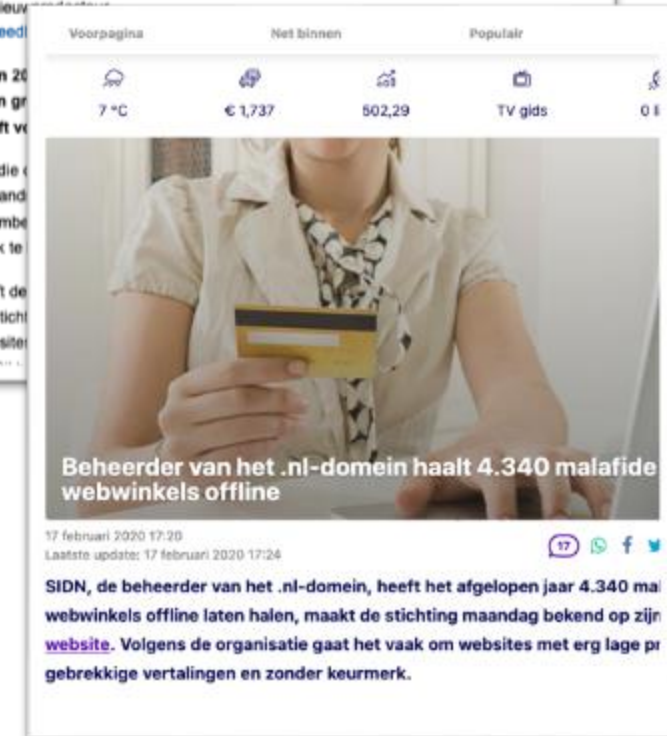 Voorpagina Net binnen Populair
7 °C € 1,737 502,29 TV gids 0
Beheerder van het .nl-domein haalt 4.340 malafide
webwinkels offline
17 februari 2020 17:20
Laatste update: 17 februari 2020 17:24
17
SIDN, de beheerder van het .nl-domein, heeft het afgelopen jaar 4.340 mal
webwinkels offline laten halen, maakt de stichting maandag bekend op zijn
website. Volgens de organisatie gaat het vaak om websites met erg lage pr
gebrekkige vertalingen en zonder keurmerk.